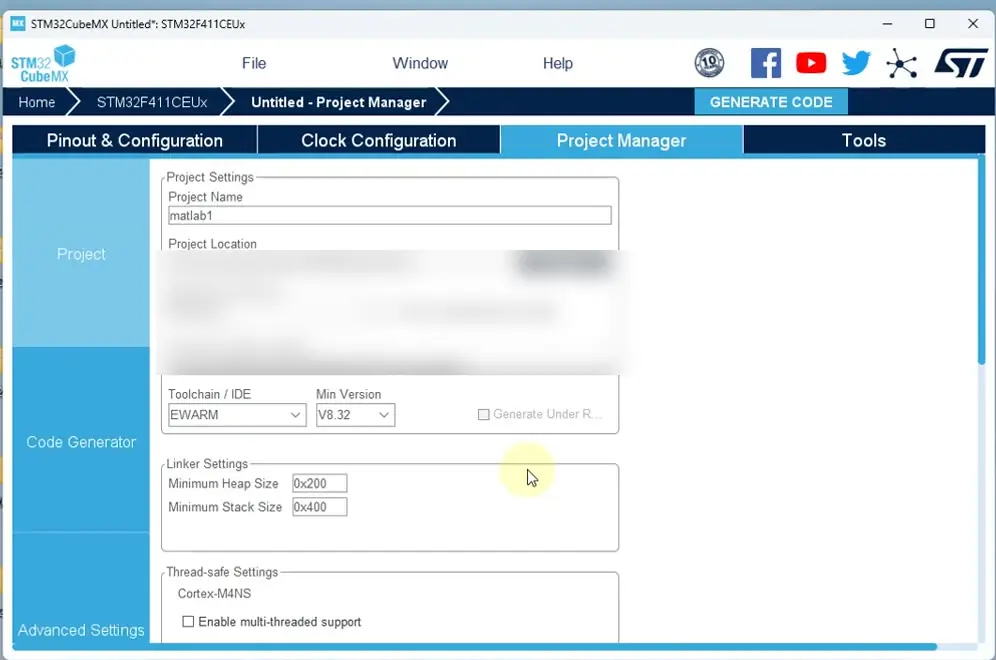 MX STM32CubeMX Untitled*: STM32F411CEUx
STM32
CubeMX
File Window Help
10
ST
Home STM32F411CEUx Untitled - Project Manager GENERATE CODE
Pinout & Configuration Clock Configuration Project Manager Tools
Project
Code Generator
Advanced Settings
Project Settings
Project Name
matlab1
Project Location
Toolchain / IDE Min Version
EWARM V8.32 Generate Under R...
Linker Settings
Minimum Heap Size 0x200
Minimum Stack Size 0x400
Thread-safe Settings
Cortex-M4NS
Enable multi-threaded support